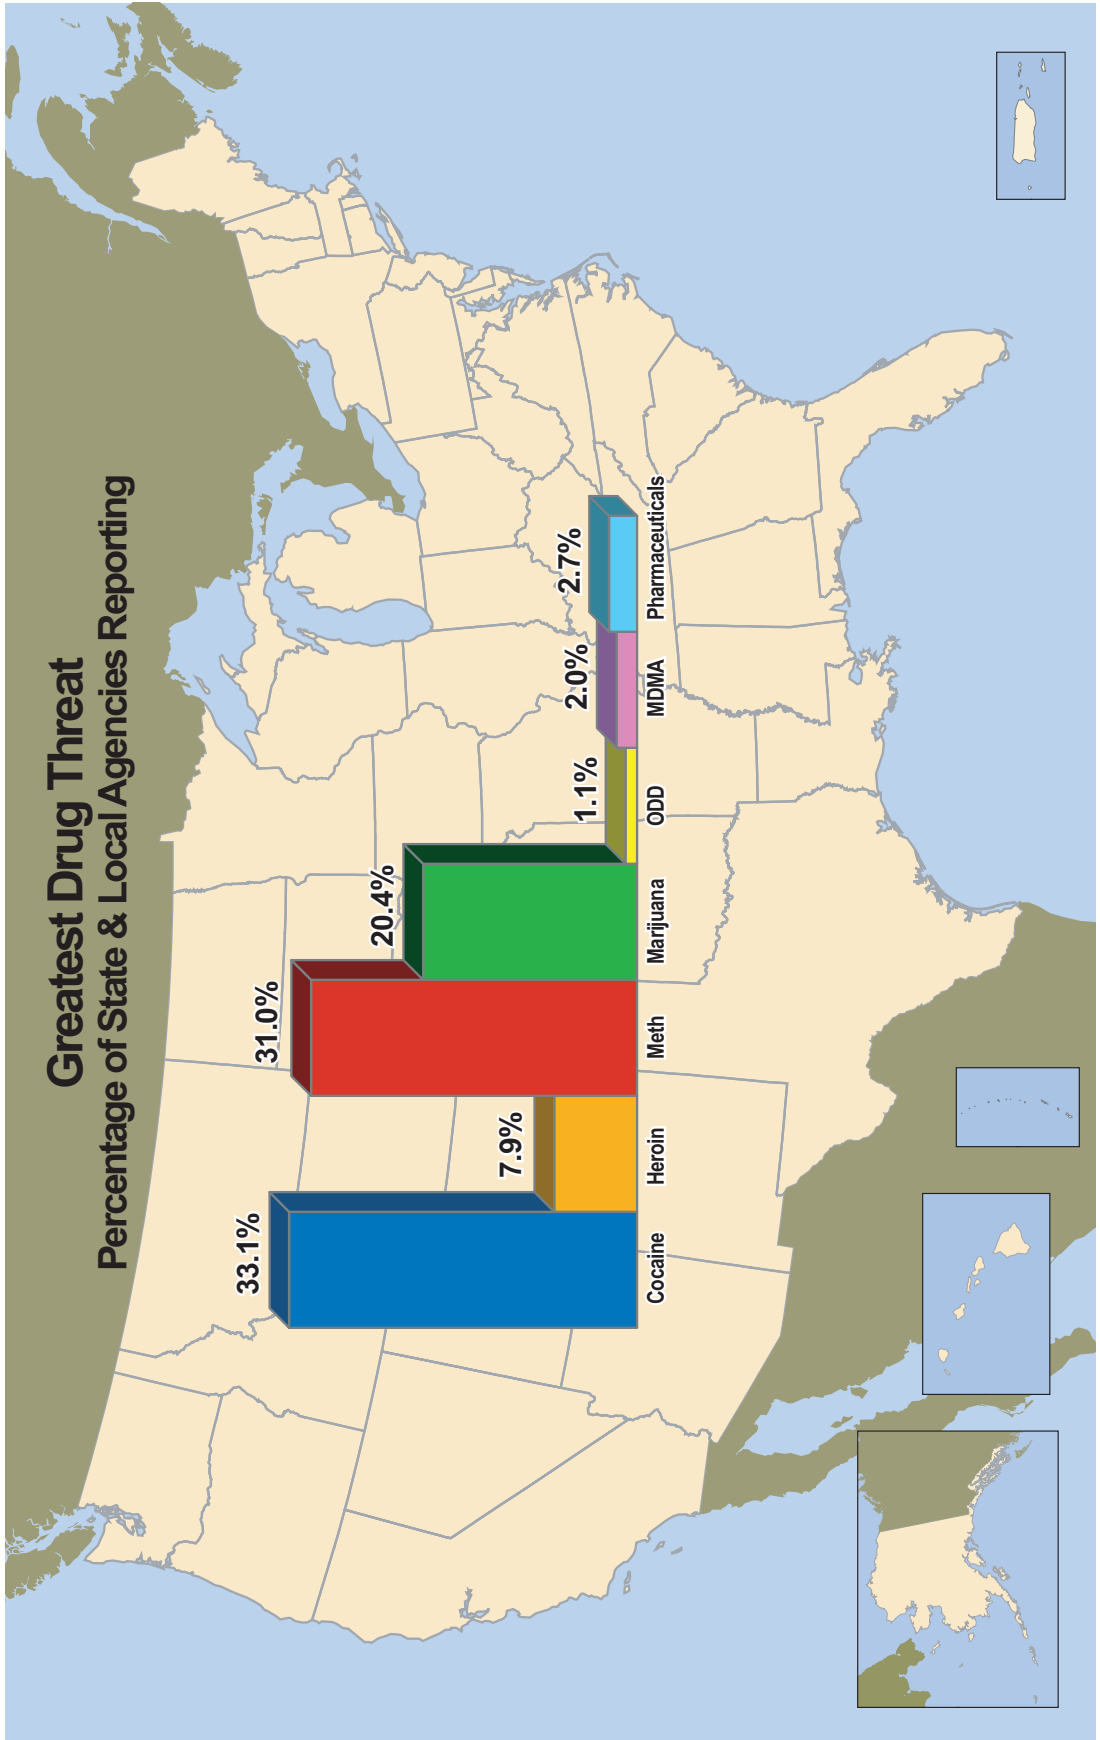 Greatest Drug Threat
Percentage of State & Local Agencies Reporting
33.1%
7.9%
31.0%
20.4%
1.1%
2.0%
2.7%
Cocaine
Heroin
Meth
Marijuana
ODD
MDMA
Pharmaceuticals